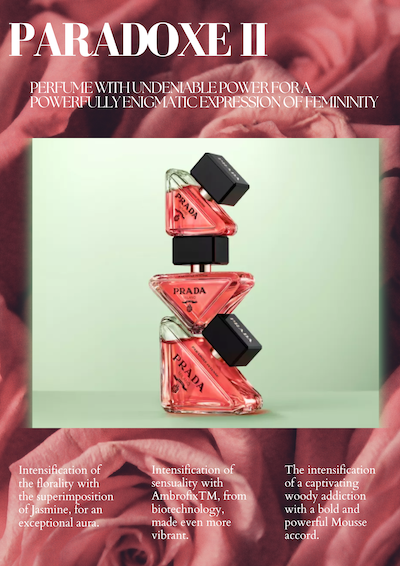 PARADOXE II
PERFUME WITH UNDENIABLE POWER FOR A
POWERFULLY ENIGMATIC EXPRESSION OF FEMININITY
PRADA
PRADA
PRADA
PRADA
PRADA
Intensification of
the florality with
the superimposition
of Jasmine, for an
exceptional aura.
Intensification of
sensuality with
AmbrofixTM, from
biotechnology,
made even more
vibrant.
The intensification
of a captivating
woody addiction
with a bold and
powerful Mousse
accord.